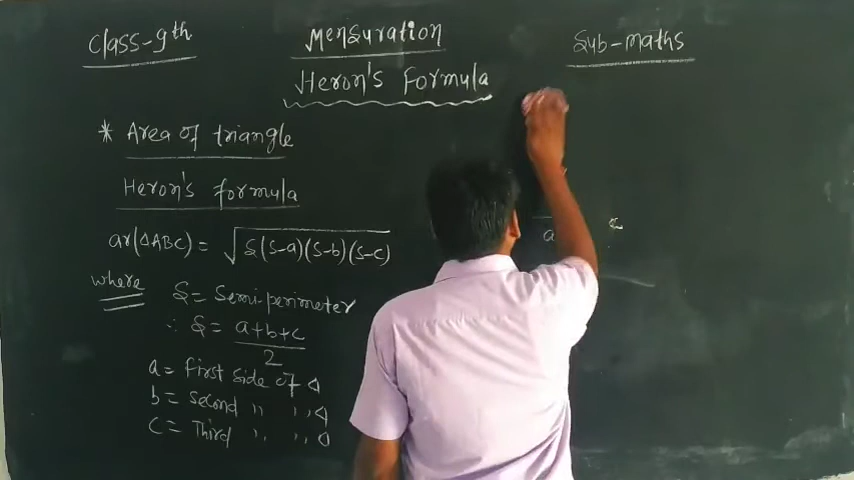 Class-9th
Mensuration
Sub-maths
Heron's Formula
* Area of triangle
Heron's formula
ar(∆ABC) = √S(S-a)(S-b)(S-c)
where
S = Semi-perimeter
∴ S = a+b+c/2
a = First side of ∆
b = Second " " ∆
c = Third " " ∆
a